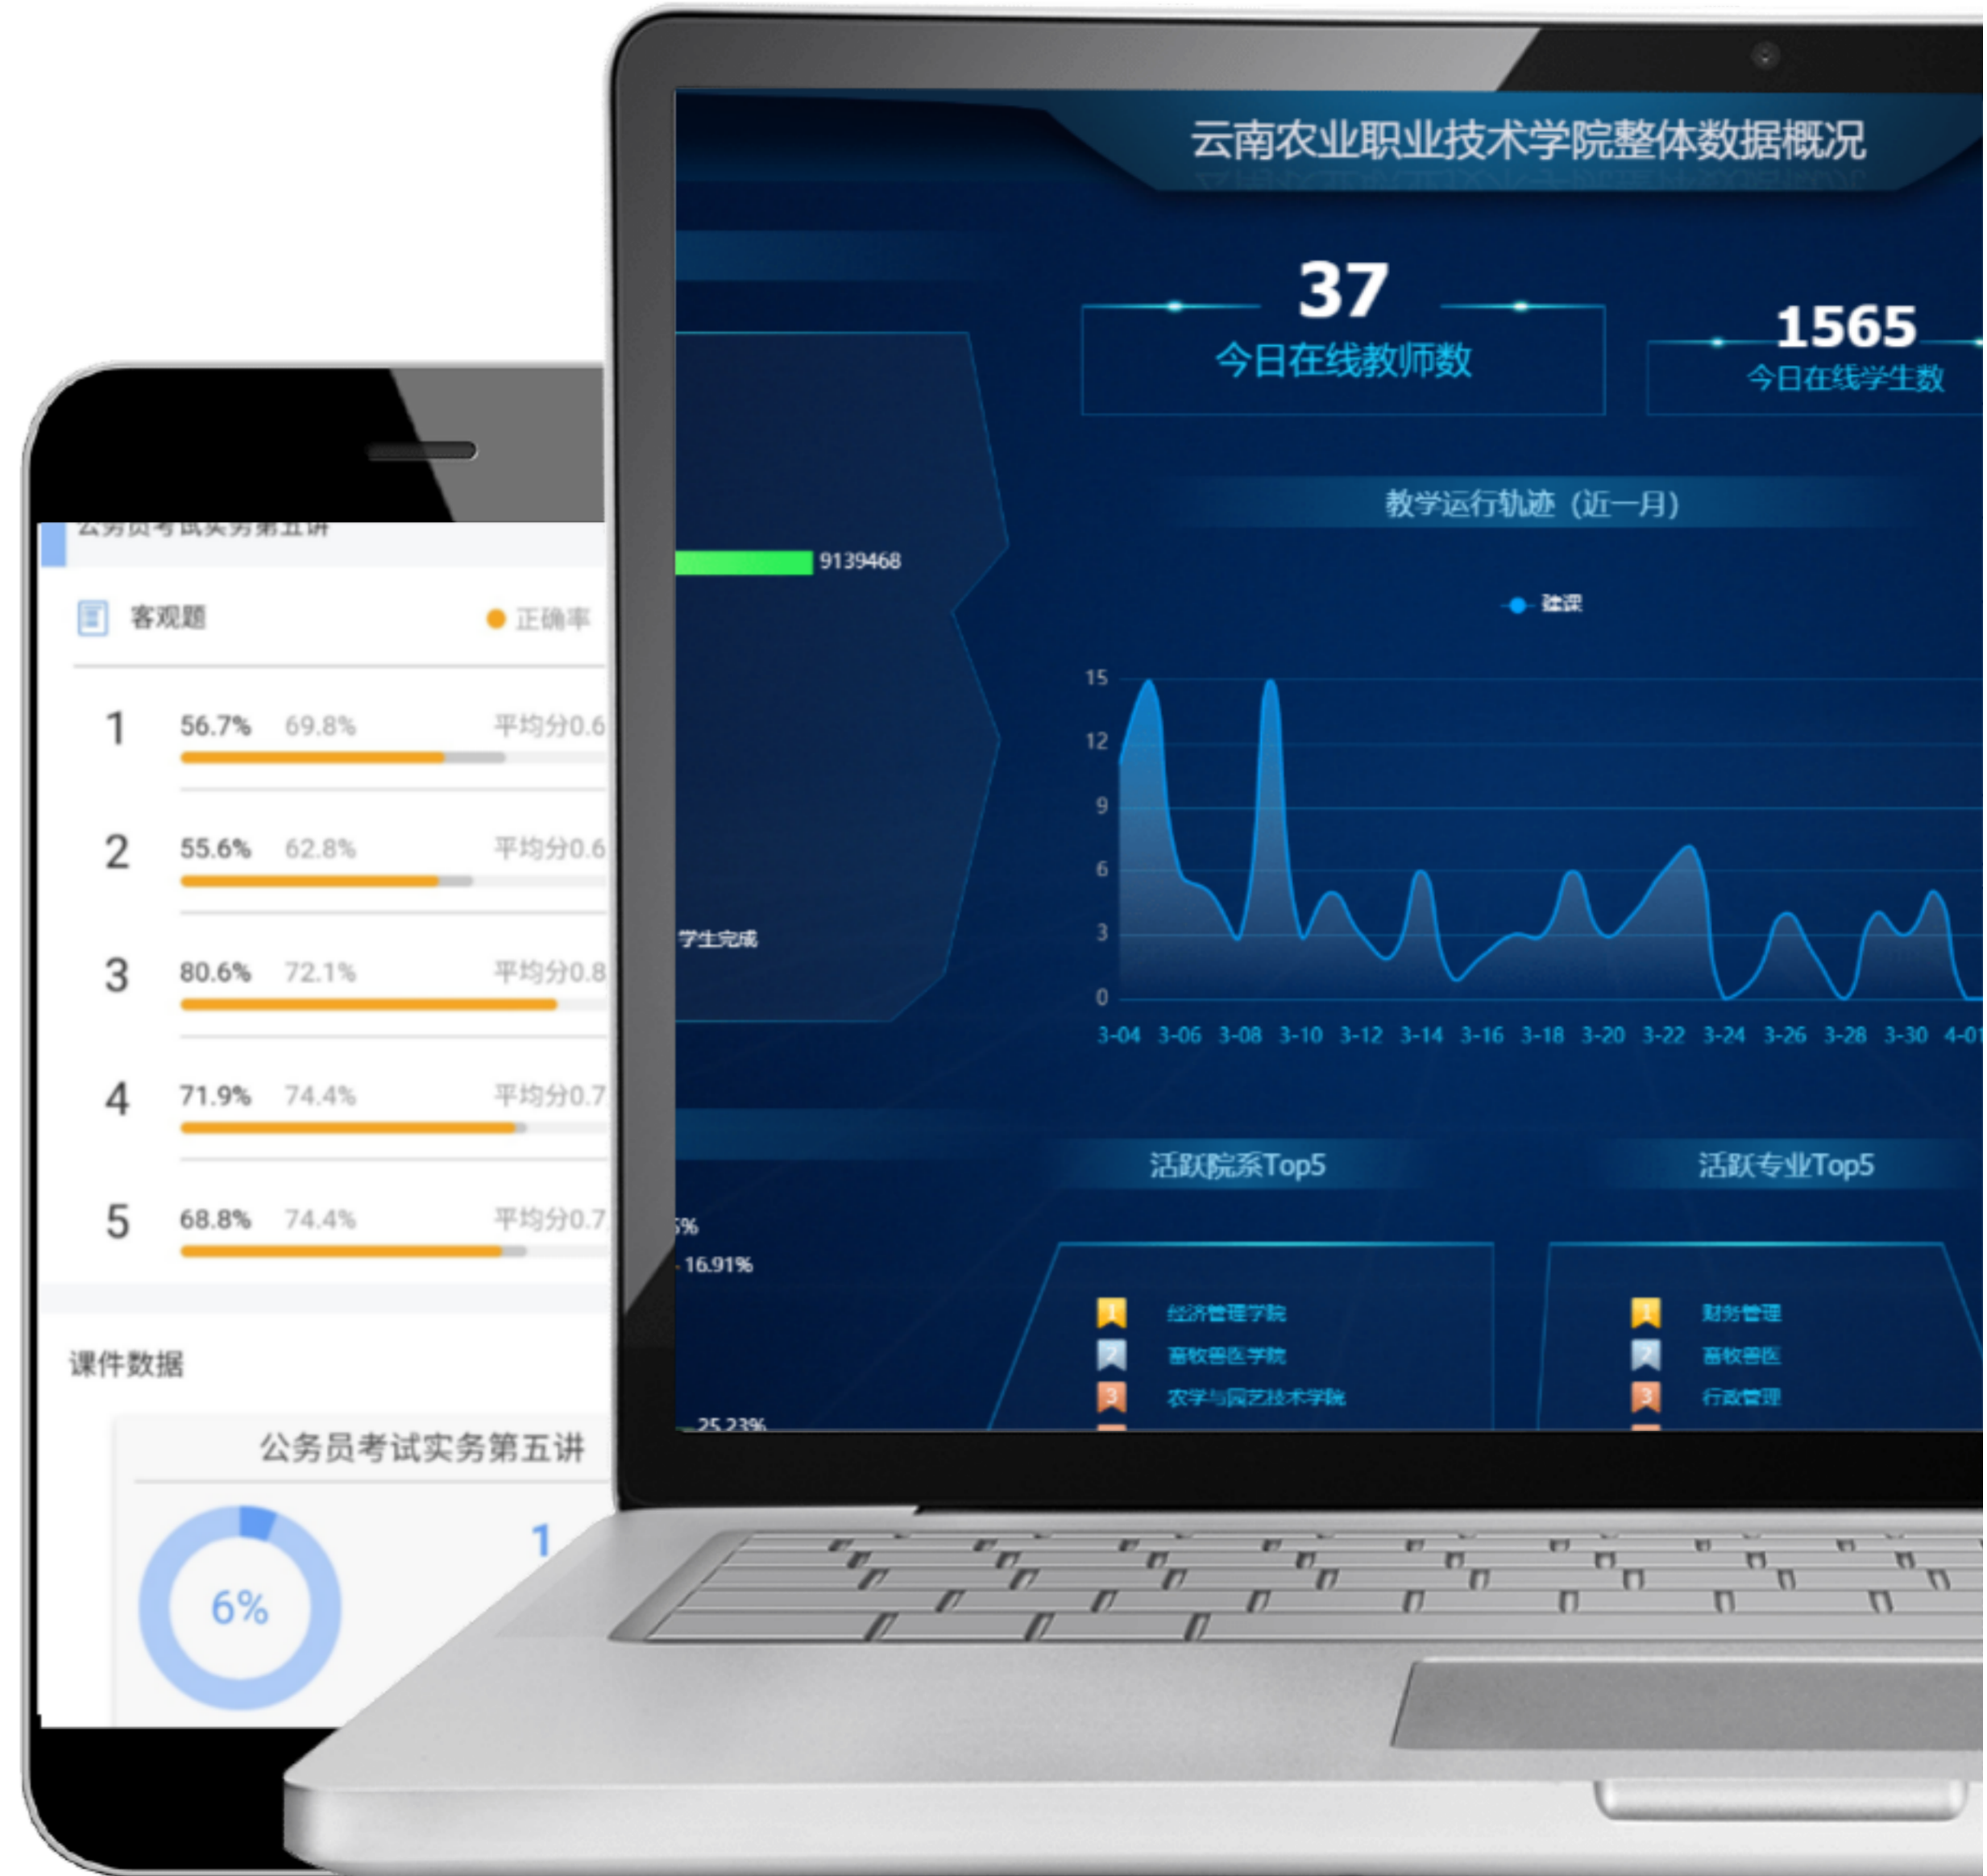 公务员考试实务第五讲
客观题
正确率
1
56.7%
69.8%
平均分0.6
2
55.6%
62.8%
平均分0.6
3
80.6%
72.1%
平均分0.8
4
71.9%
74.4%
平均分0.7
5
68.8%
74.4%
平均分0.7
课件数据
公务员考试实务第五讲
1
6%
云南农业职业技术学院整体数据概况
37
今日在线教师数
1565
今日在线学生数
9139468
学生完成
教学运行轨迹（近一月）
建课
15
12
9
6
3
0
3-04 3-06 3-08 3-10 3-12 3-14 3-16 3-18 3-20 3-22 3-24 3-26 3-28 3-30 4-01
5%
16.91%
25.23%
活跃院系Top5
1 经济管理学院
2 畜牧兽医学院
3 农学与园艺技术学院
活跃专业Top5
1 财务管理
2 畜牧兽医
3 行政管理